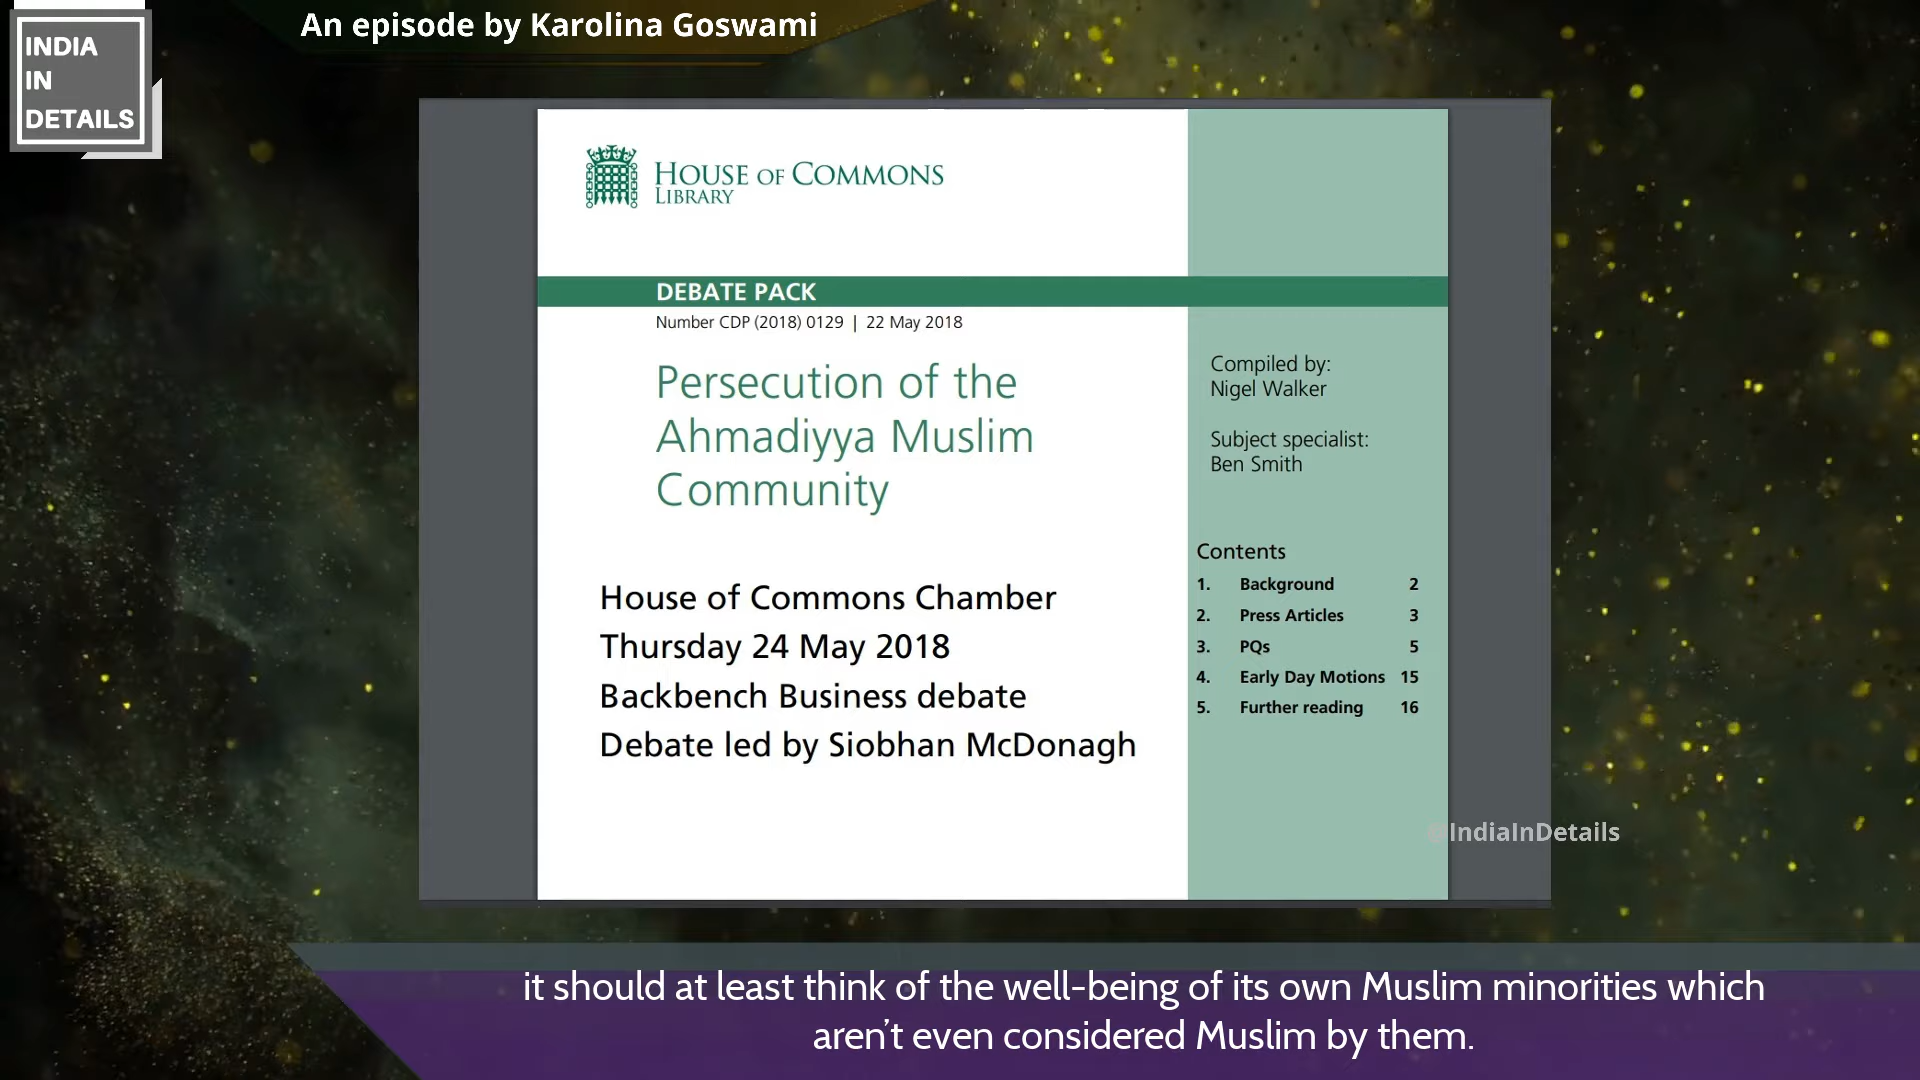 An episode by Karolina Goswami
INDIA
IN
DETAILS
HOUSE OF COMMONS
LIBRARY
DEBATE PACK
Number CDP (2018) 0129 | 22 May 2018
Persecution of the
Ahmadiyya Muslim
Community
House of Commons Chamber
Thursday 24 May 2018
Backbench Business debate
Debate led by Siobhan McDonagh
Compiled by:
Nigel Walker
Subject specialist:
Ben Smith
Contents
1. Background 2
2. Press Articles 3
3. PQs 5
4. Early Day Motions 15
5. Further reading 16
@IndiaInDetails
it should at least think of the well-being of its own Muslim minorities which
aren't even considered Muslim by them.